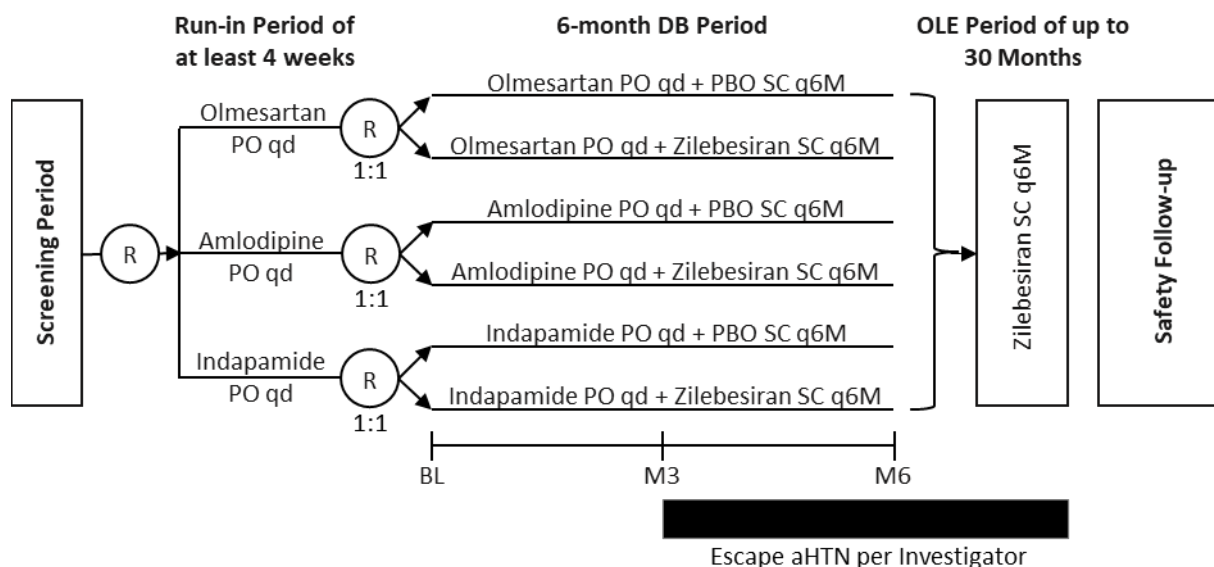 Run-in Period of
at least 4 weeks
6-month DB Period
OLE Period of up to
30 Months
Screening Period
R
Olmesartan
PO qd
R
1:1
Olmesartan PO qd + PBO SC q6M
Olmesartan PO qd + Zilebesiran SC q6M
Amlodipine
PO qd
R
1:1
Amlodipine PO qd + PBO SC q6M
Amlodipine PO qd + Zilebesiran SC q6M
Indapamide
PO qd
R
1:1
Indapamide PO qd + PBO SC q6M
Indapamide PO qd + Zilebesiran SC q6M
Zilebesiran SC q6M
Safety Follow-up
BL
M3
M6
Escape aHTN per Investigator